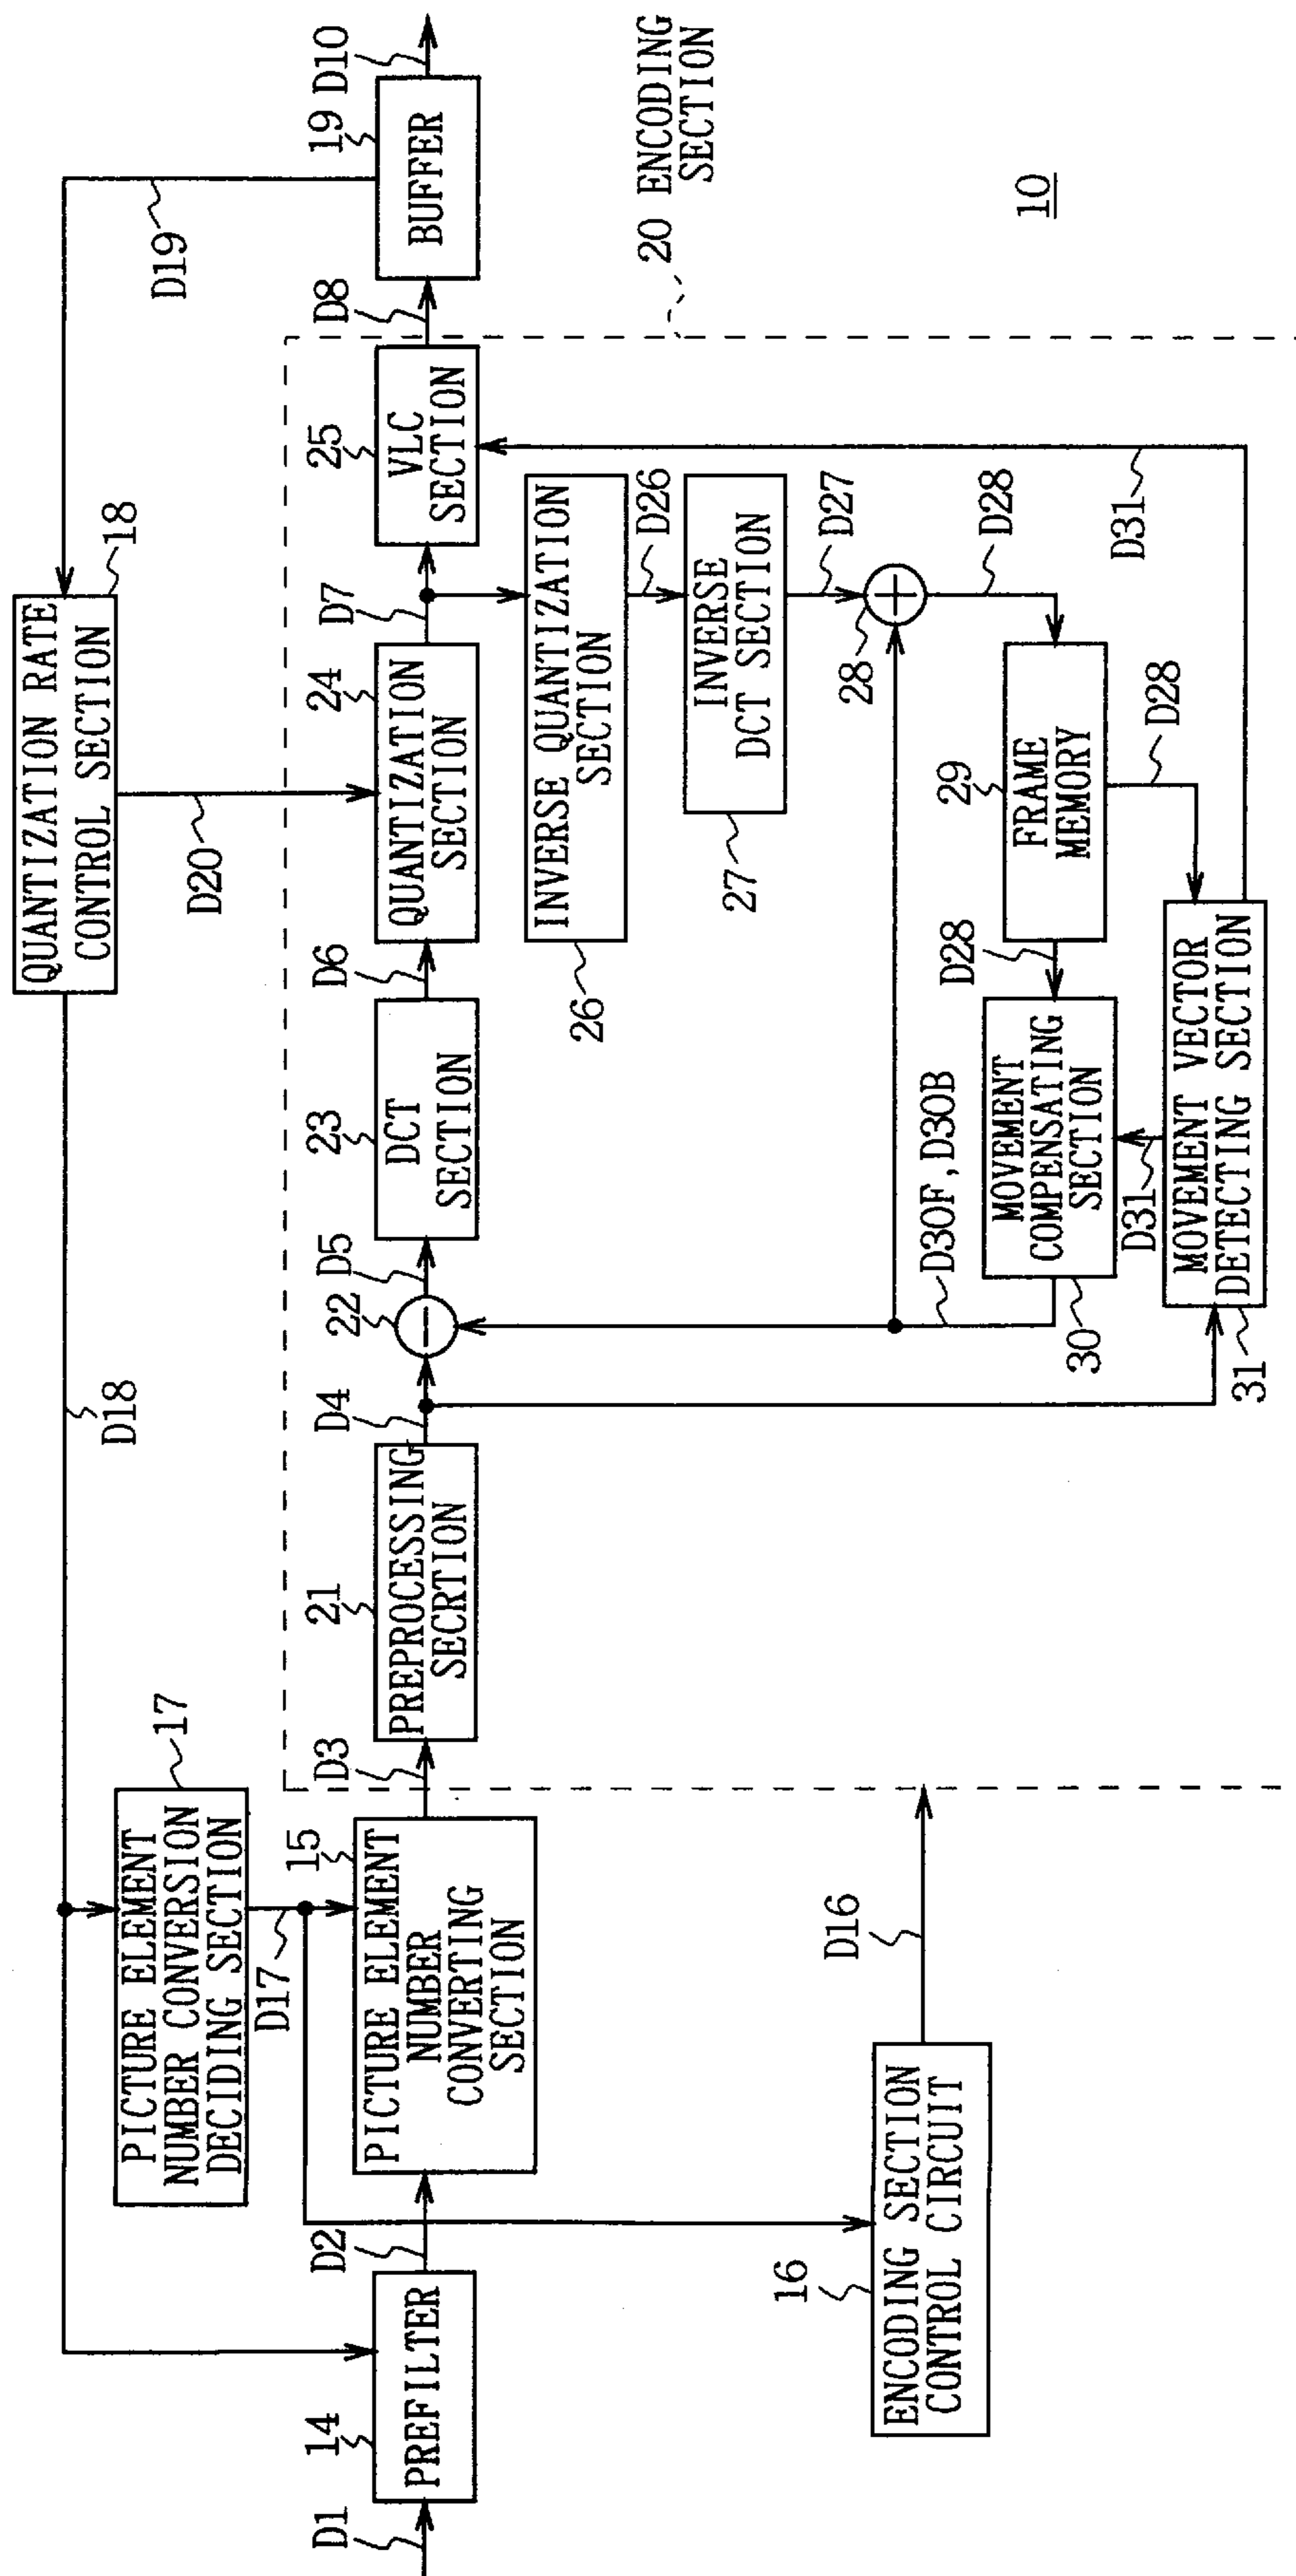 QUANTIZATION RATE
CONTROL SECTION
18
D18
D19
D20
PICTURE ELEMENT
NUMBER CONVERSION
DECIDING SECTION
17
D17
D1
14
PREFILTER
D2
15
PICTURE ELEMENT
NUMBER
CONVERTING
SECTION
D3
21
PREPROCESSING
SECRTION
D4
22
D5
23
DCT
SECTION
D6
24
QUANTIZATION
SECTION
D7
25
VLC
SECTION
D8
19
BUFFER
D10
INVERSE QUANTIZATION
SECTION
26
D26
INVERSE
DCT SECTION
27
D27
28
D28
FRAME
MEMORY
29
D28
D28
MOVEMENT
COMPENSATING
SECTION
30
D30F, D30B
D31
MOVEMENT VECTOR
DETECTING SECTION
31
D31
20 ENCODING
SECTION
16
ENCODING SECTION
CONTROL CIRCUIT
D16
10